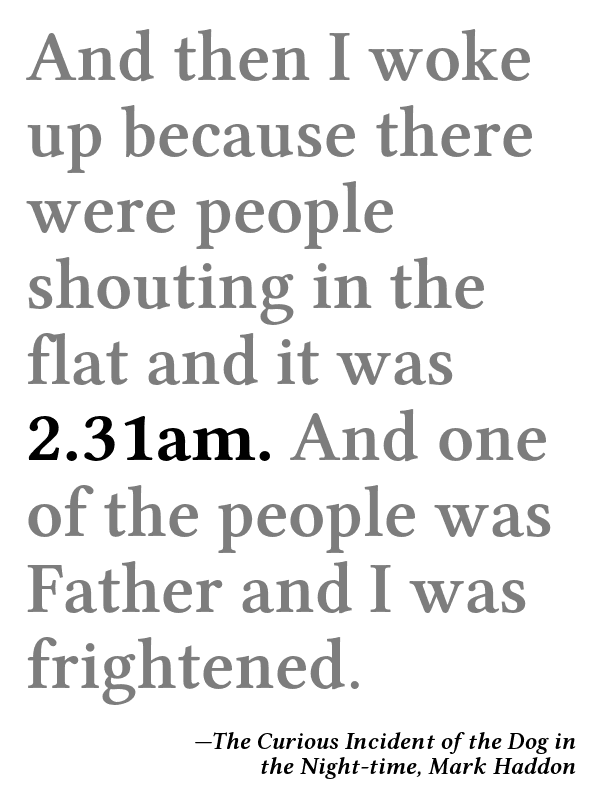 And then I woke
up because there
were people
shouting in the
flat and it was
2.31am. And one
of the people was
Father and I was
frightened.
—The Curious Incident of the Dog in
the Night-time, Mark Haddon